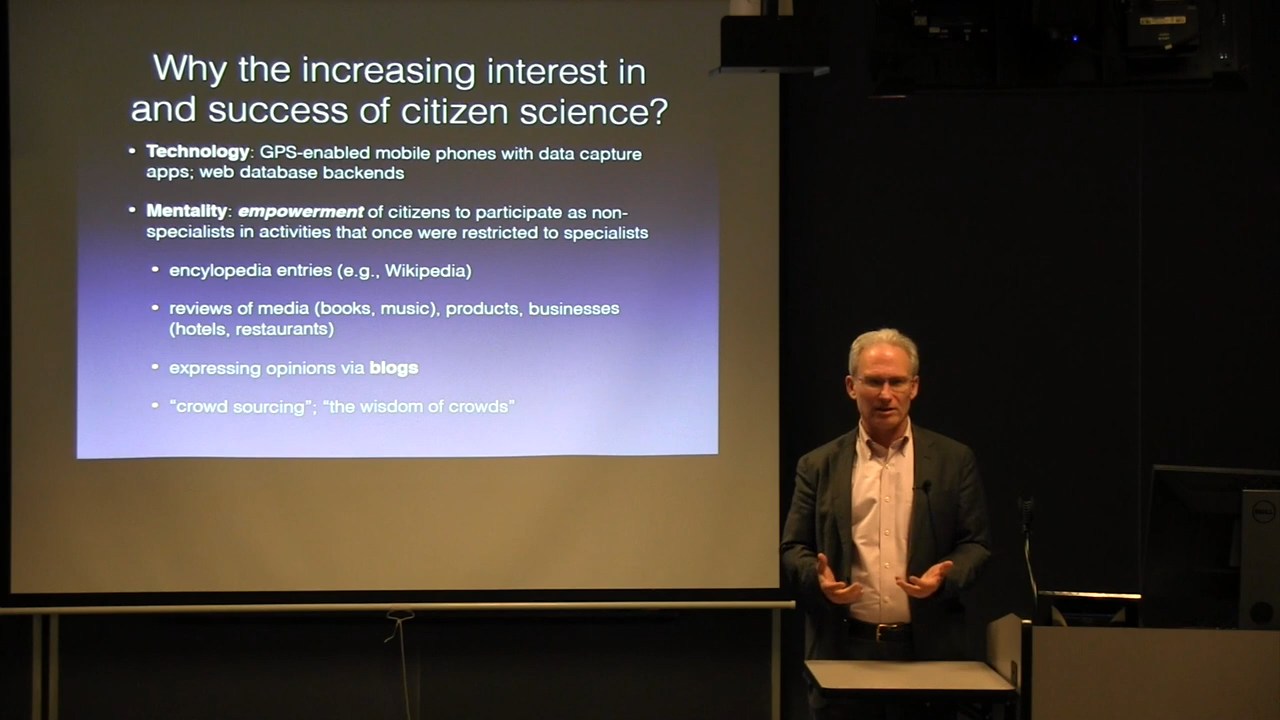 Why the increasing interest in
and success of citizen science?
• Technology: GPS-enabled mobile phones with data capture
apps; web database backends
• Mentality: empowerment of citizens to participate as non-
specialists in activities that once were restricted to specialists
• encylopedia entries (e.g., Wikipedia)
• reviews of media (books, music), products, businesses
(hotels, restaurants)
• expressing opinions via blogs
• “crowd sourcing”; “the wisdom of crowds”
DELL